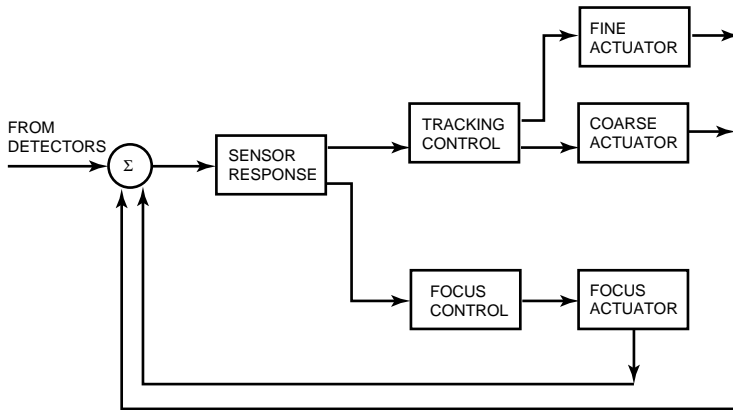 FINE
ACTUATOR
FROM
DETECTORS
Σ
SENSOR
RESPONSE
TRACKING
CONTROL
COARSE
ACTUATOR
FOCUS
CONTROL
FOCUS
ACTUATOR